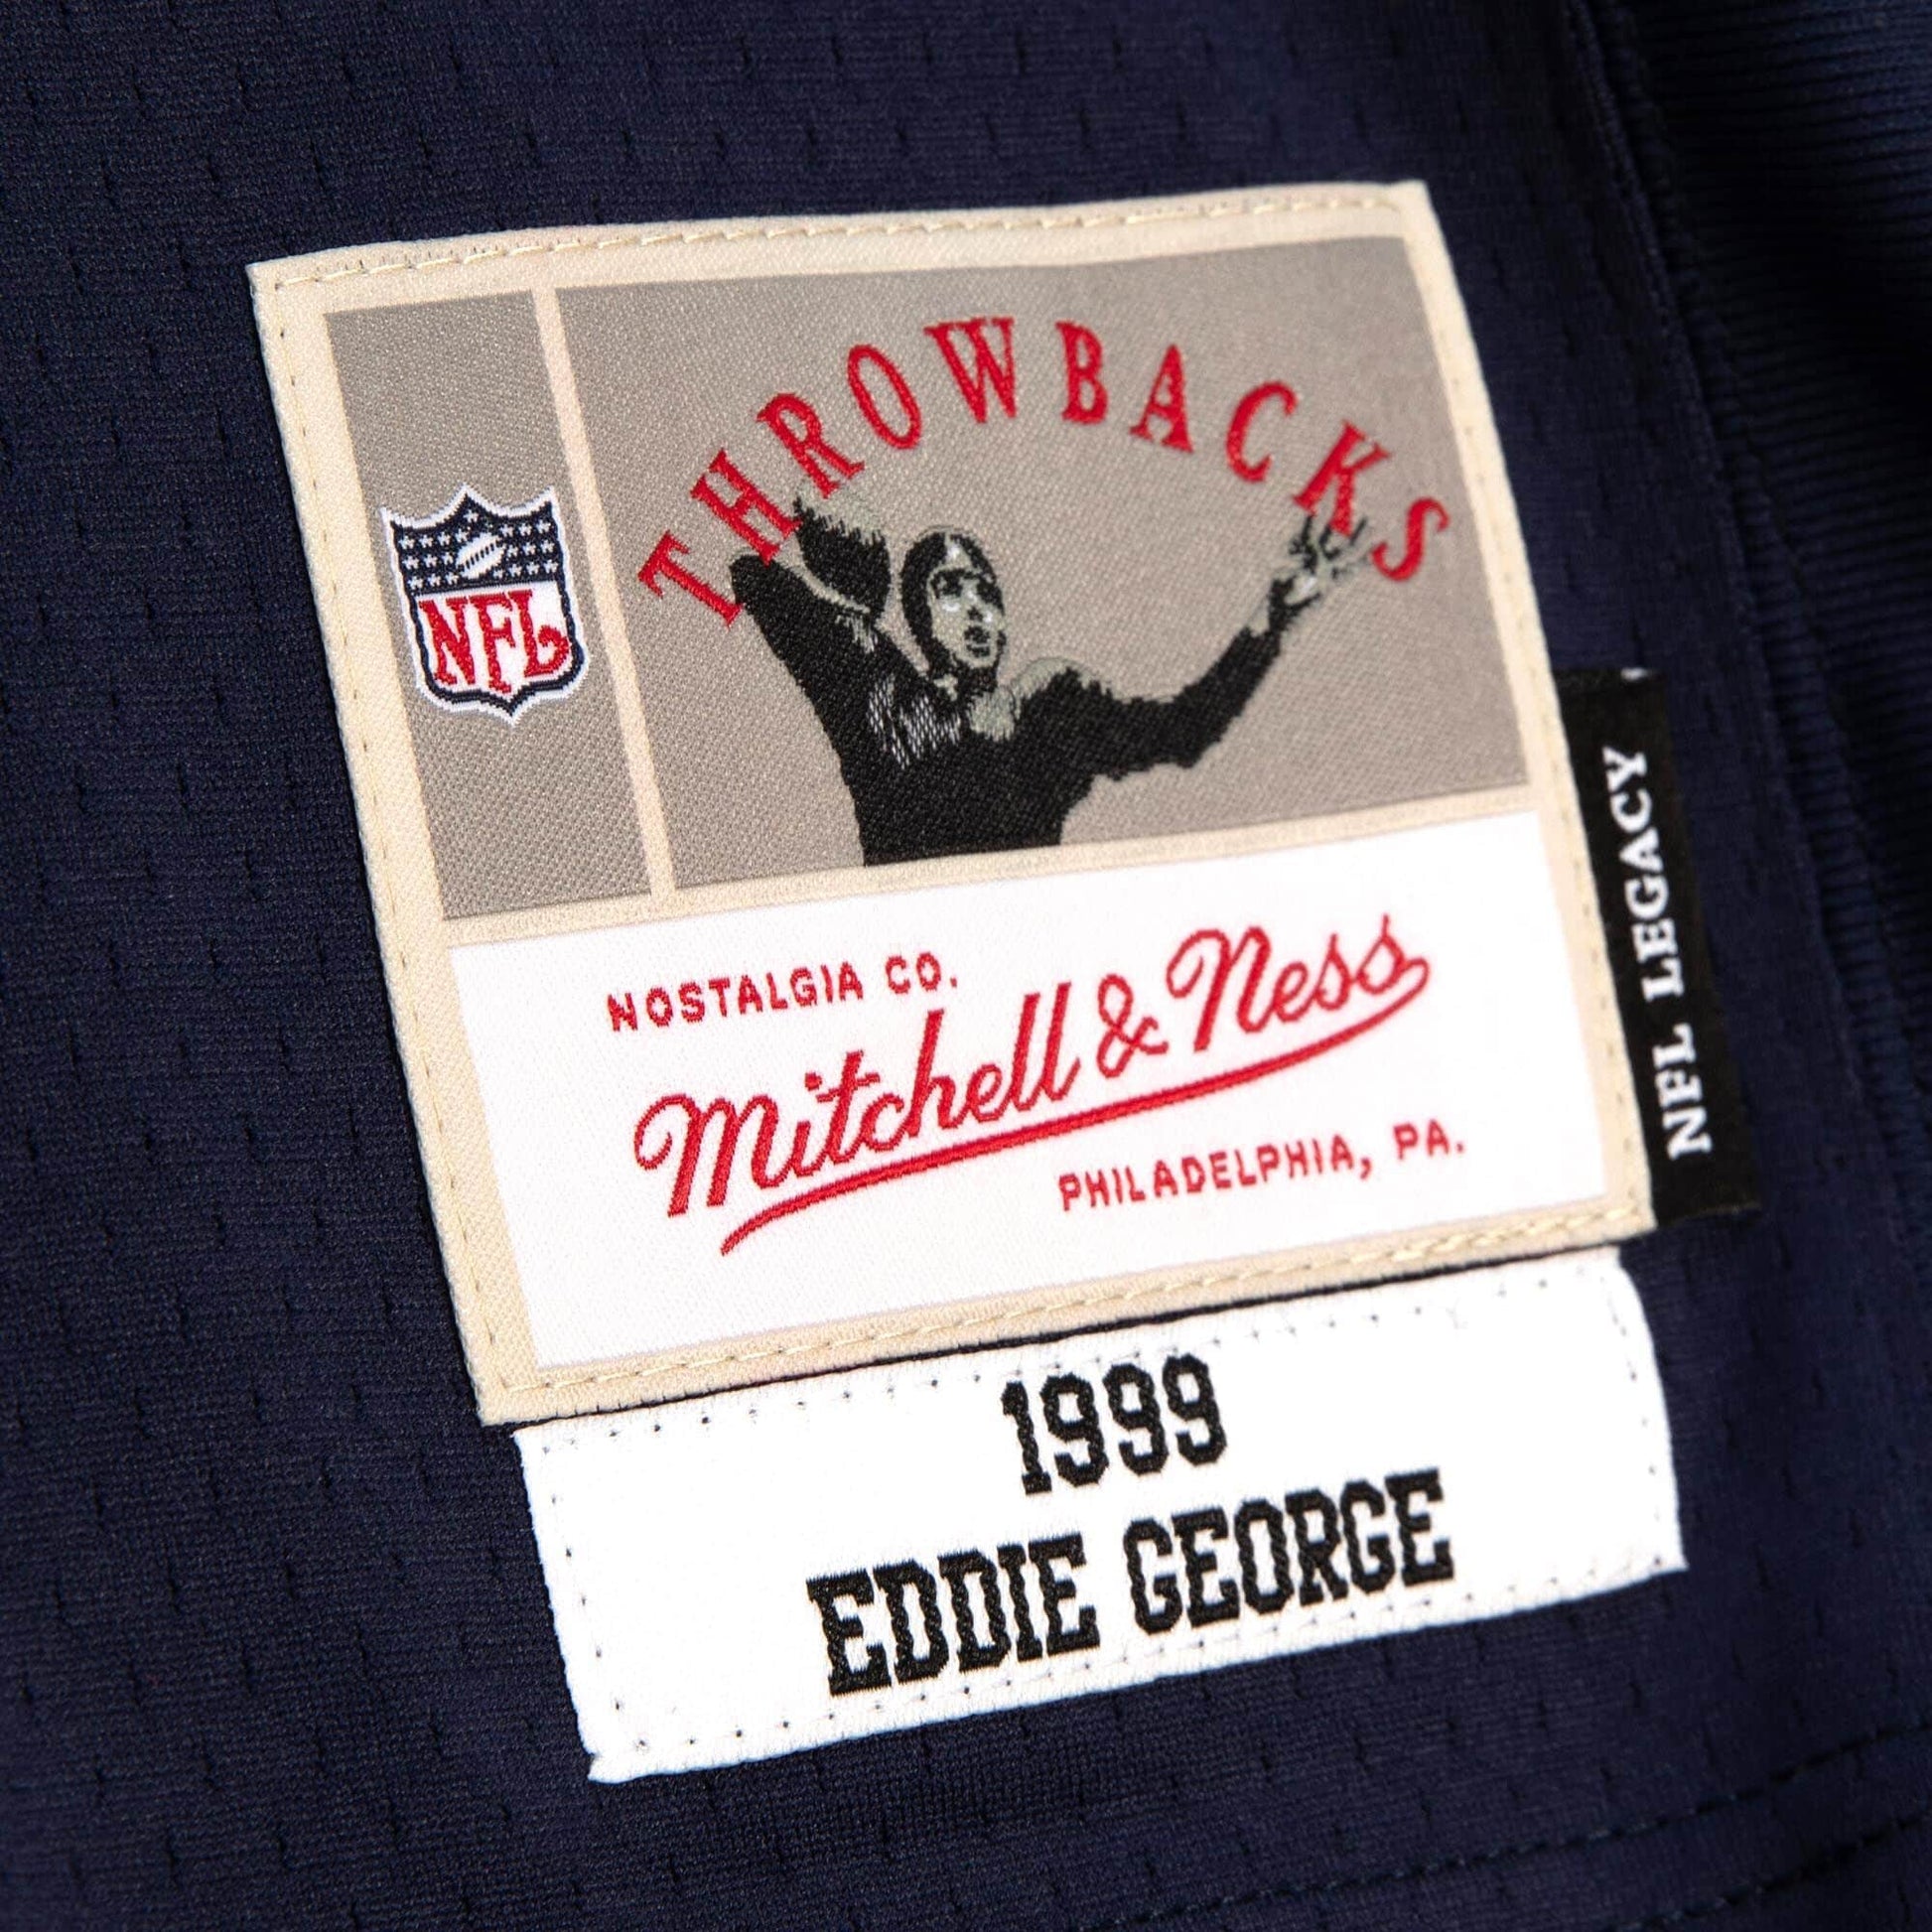 THROWBACKS
NFL
NOSTALGIA CO.
Mitchell & Ness
PHILADELPHIA, PA.
NFL LEGACY
1999
EDDIE GEORGE